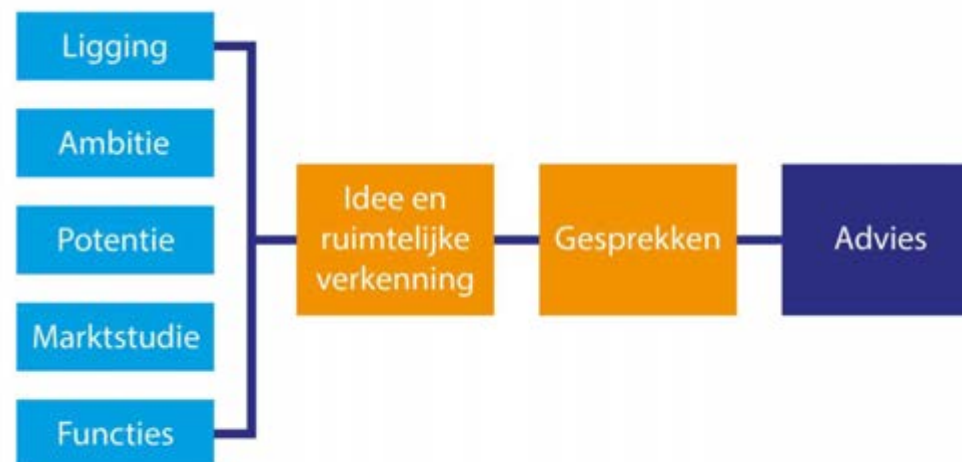 Ligging
Ambitie
Potentie
Marktstudie
Functies
Idee en
ruimtelijke
verkenning
Gesprekken
Advies